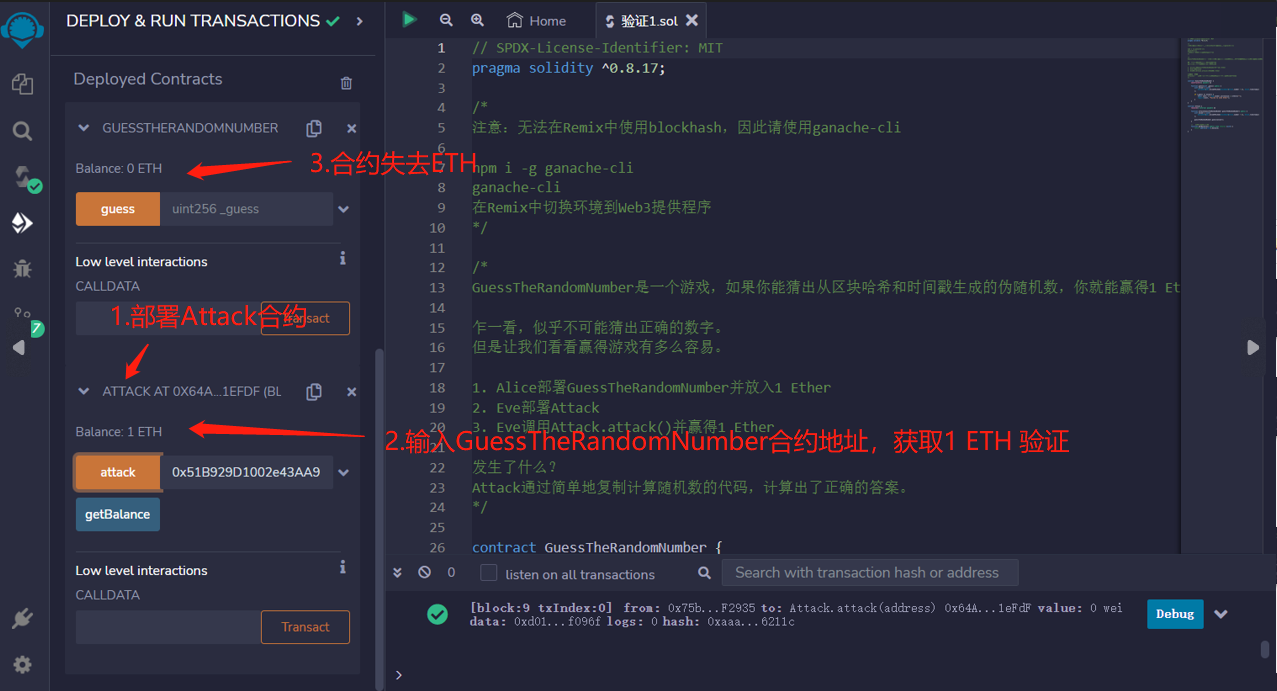 DEPLOY & RUN TRANSACTIONS
Deployed Contracts
GUESSTHERANDOMNUMBER
Balance: 0 ETH
3.合约失去ETH
guess
uint256 _guess
Low level interactions
CALLDATA
Transact
1.部署Attack合约
ATTACK AT 0X64A...1EFDF (BL
Balance: 1 ETH
2.输入GuessTheRandomNumber合约地址，获取1 ETH 验证
attack
0x51B929D1002e43AA9
getBalance
Low level interactions
CALLDATA
Transact
7
Home
验证1.sol
1 // SPDX-License-Identifier: MIT
2 pragma solidity ^0.8.17;
3
4 /*
5 注意：无法在Remix中使用blockhash，因此请使用ganache-cli
6
7 npm i -g ganache-cli
8 ganache-cli
9 在Remix中切换环境到Web3提供程序
10 */
11
12 /*
13 GuessTheRandomNumber是一个游戏，如果你能猜出从区块哈希和时间戳生成的伪随机数，你就能赢得1 Et
14
15 乍一看，似乎不可能猜出正确的数字。
16 但是让我们看看赢得游戏有多么容易。
17
18 1. Alice部署GuessTheRandomNumber并放入1 Ether
19 2. Eve部署Attack
20 3. Eve调用Attack.attack()并赢得1 Ether
21
22 发生了什么？
23 Attack通过简单地复制计算随机数的代码，计算出了正确的答案。
24 */
25
26 contract GuessTheRandomNumber {
0
listen on all transactions
Search with transaction hash or address
[block:9 txIndex:0] from: 0x75b...F2935 to: Attack.attack(address) 0x64A...1eFdF value: 0 wei
data: 0xd01...f096f logs: 0 hash: 0xaaa...6211c
Debug
>